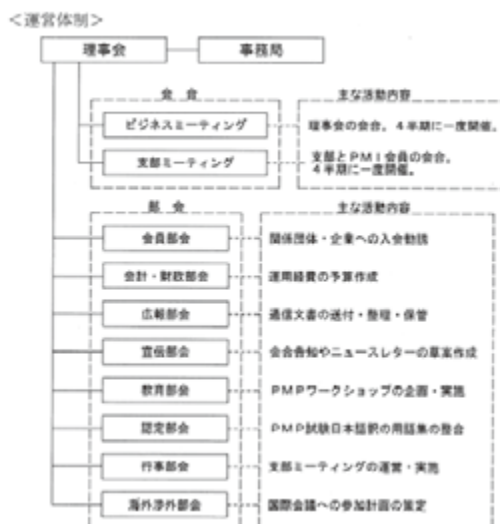 <運営体制>
理事会
事務局
会合
主な活動内容
ビジネスミーティング
理事会の会合。4半期に一度開催。
支部ミーティング
支部とPMI会員の会合。
4半期に一度開催。
部会
主な活動内容
会員部会
関係団体・企業への入会勧誘
会計・財政部会
運用経費の予算作成
広報部会
通信文書の送付・整理・保管
宣伝部会
会合告知やニュースレターの草案作成
教育部会
PMPワークショップの企画・実施
認定部会
PMP試験日本語訳の用語集の整合
行事部会
支部ミーティングの運営・実施
海外渉外部会
国際会議への参加計画の策定